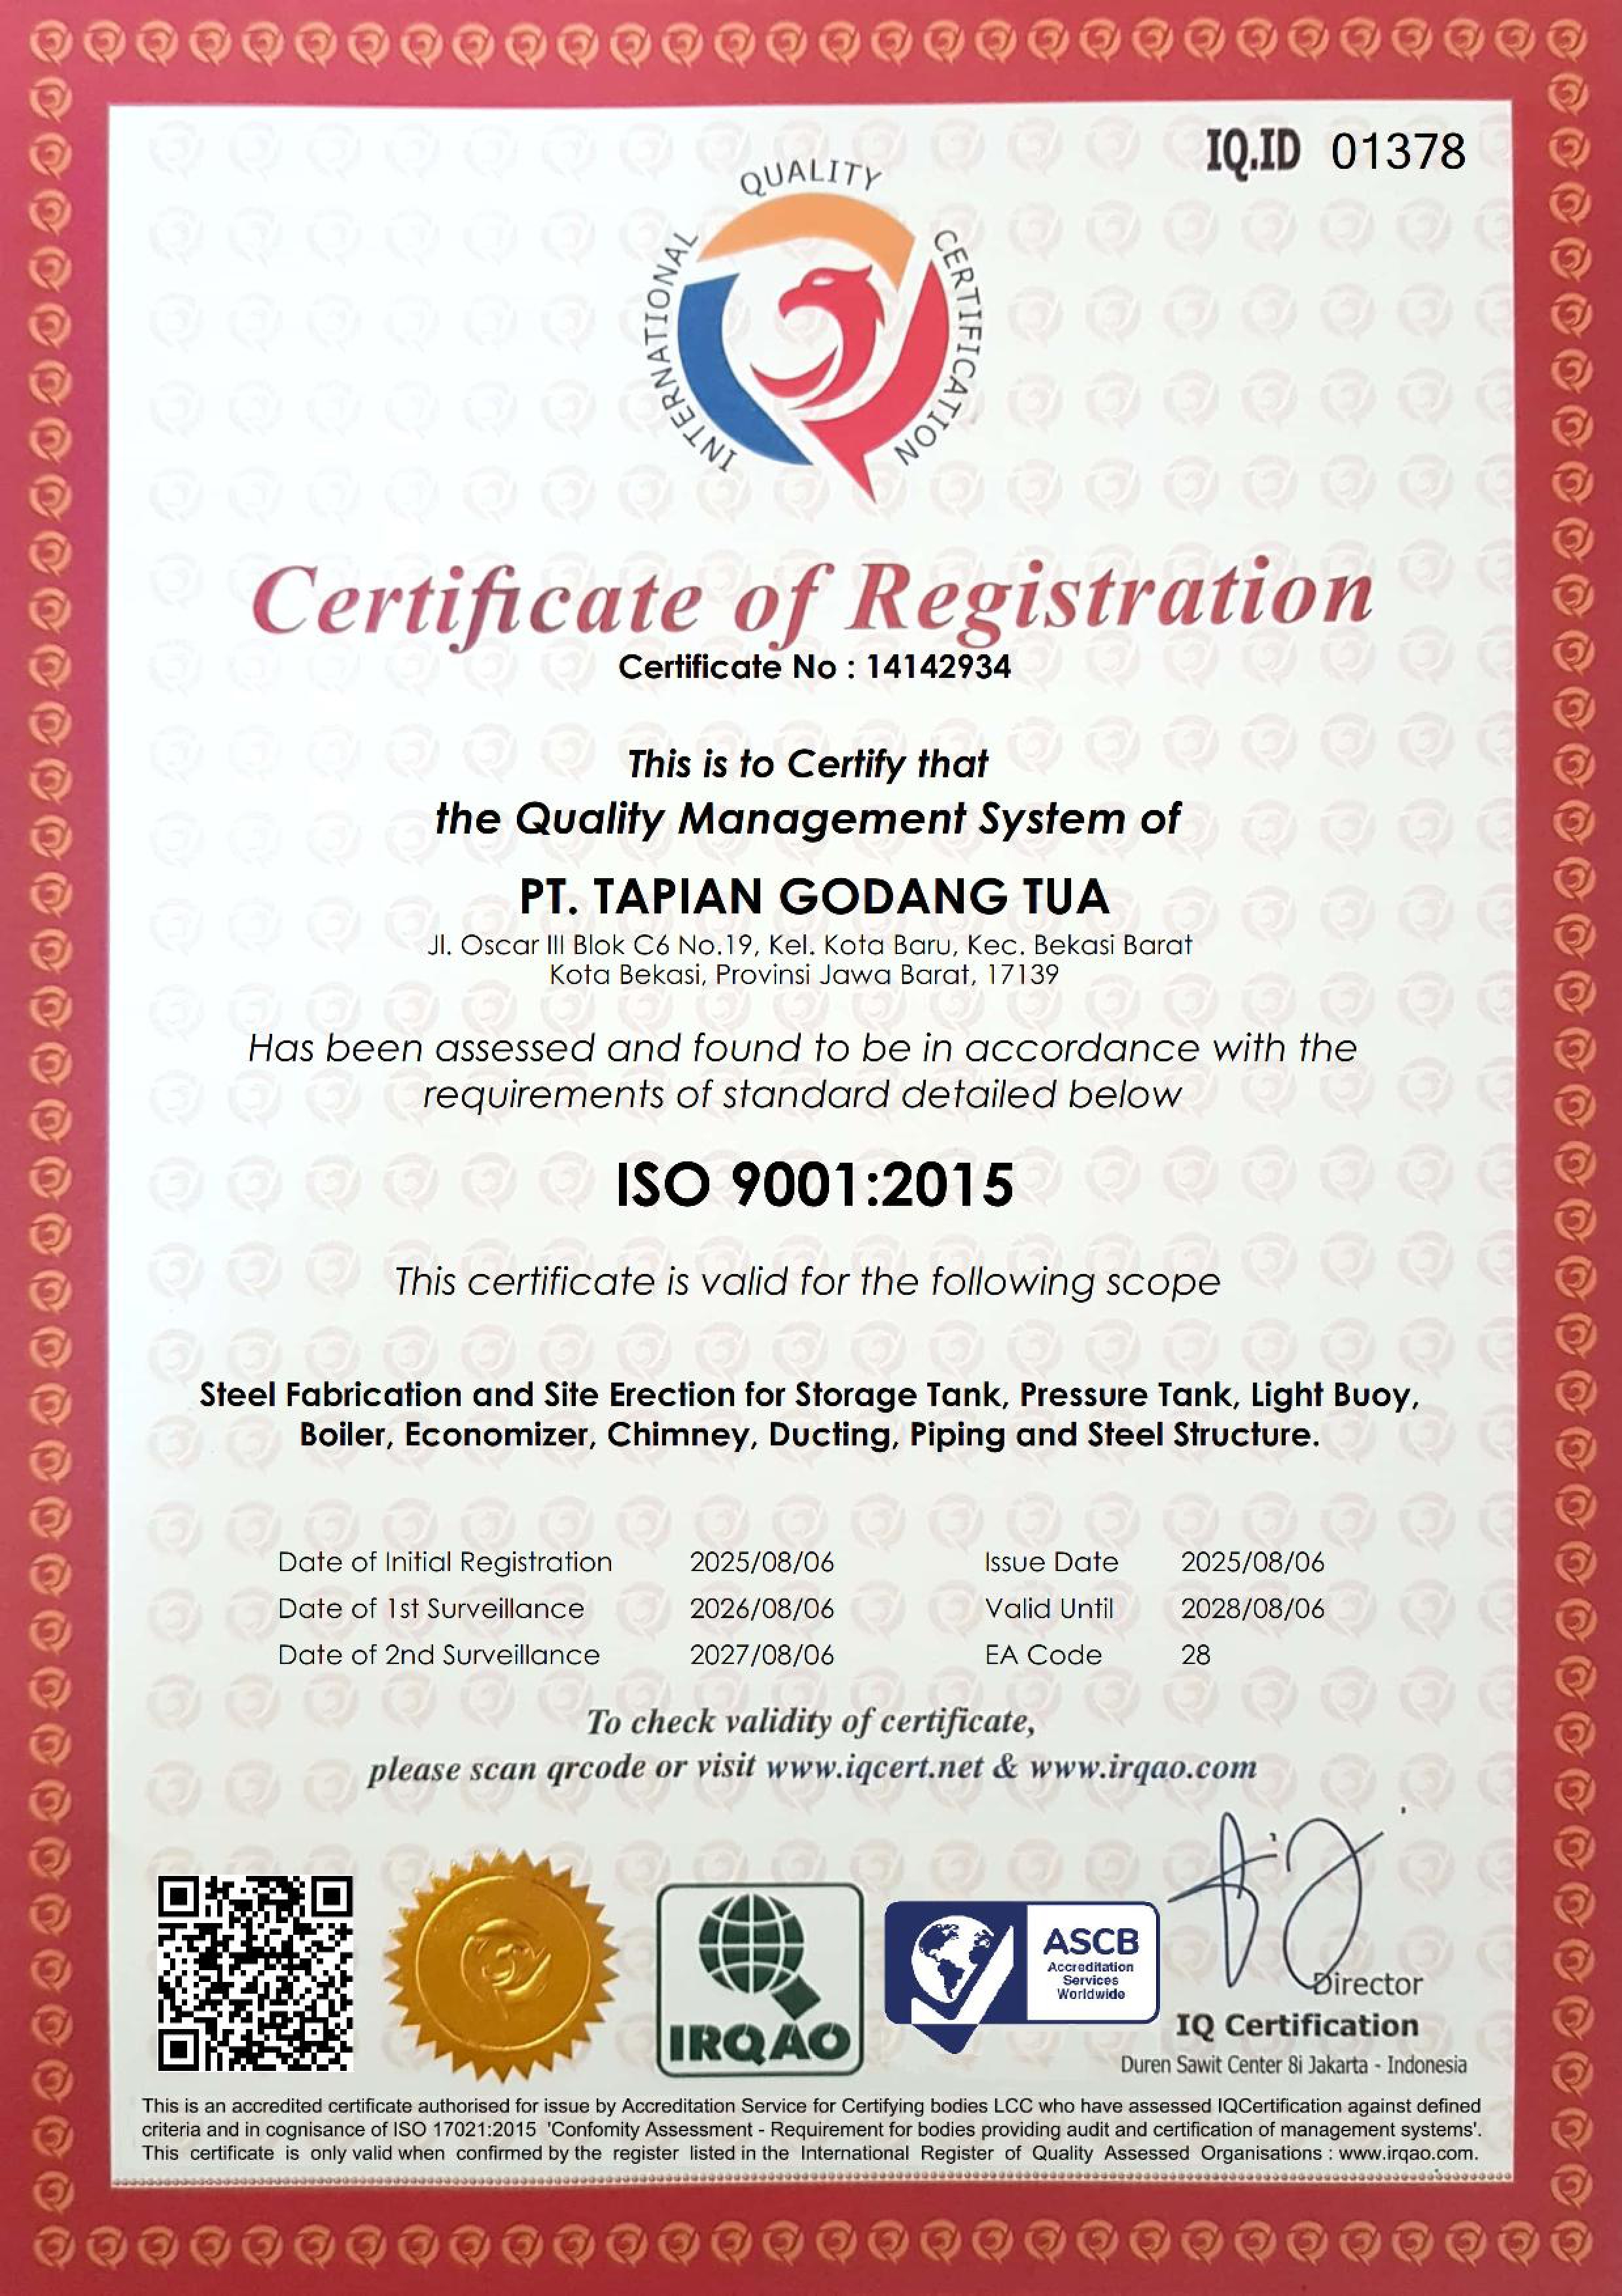 IQ.ID 01378
INTERNATIONAL QUALITY CERTIFICATION
Certificate of Registration
Certificate No : 14142934
This is to Certify that
the Quality Management System of
PT. TAPIAN GODANG TUA
Jl. Oscar III Blok C6 No.19, Kel. Kota Baru, Kec. Bekasi Barat
Kota Bekasi, Provinsi Jawa Barat, 17139
Has been assessed and found to be in accordance with the
requirements of standard detailed below
ISO 9001:2015
This certificate is valid for the following scope
Steel Fabrication and Site Erection for Storage Tank, Pressure Tank, Light Buoy,
Boiler, Economizer, Chimney, Ducting, Piping and Steel Structure.
Date of Initial Registration 2025/08/06 Issue Date 2025/08/06
Date of 1st Surveillance 2026/08/06 Valid Until 2028/08/06
Date of 2nd Surveillance 2027/08/06 EA Code 28
To check validity of certificate,
please scan qrcode or visit www.iqcert.net & www.irqao.com
IRQAO
ASCB
Accreditation
Services
Worldwide
Director
IQ Certification
Duren Sawit Center 8i Jakarta - Indonesia
This is an accredited certificate authorised for issue by Accreditation Service for Certifying bodies LCC who have assessed IQCertification against defined
criteria and in cognisance of ISO 17021:2015 'Confomity Assessment - Requirement for bodies providing audit and certification of management systems'.
This certificate is only valid when confirmed by the register listed in the International Register of Quality Assessed Organisations : www.irqao.com.